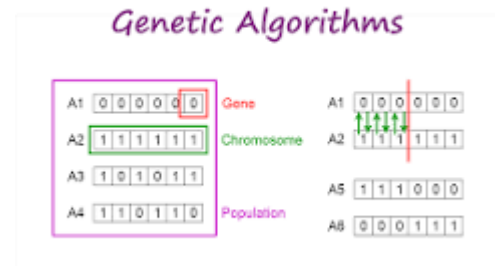 Genetic Algorithms
A1 0 0 0 0 0 0 Gene
A2 1 1 1 1 1 1 Chromosome
A3 1 0 1 0 1 1
A4 1 1 0 1 1 0 Population
A1 0 0 0 0 0 0
A2 1 1 1 1 1 1
A5 1 1 1 0 0 0
A6 0 0 0 1 1 1